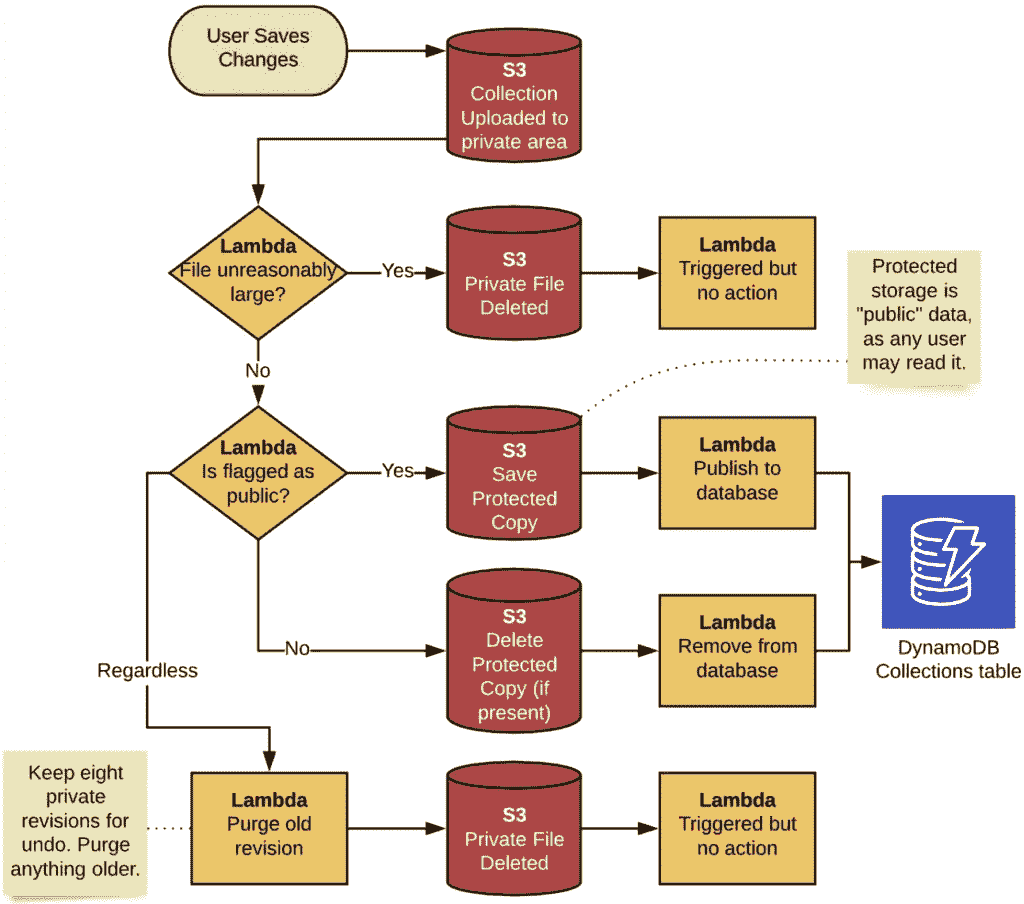 User Saves
Changes
S3
Collection
Uploaded to
private area
Lambda
File unreasonably
large?
Yes
S3
Private File
Deleted
Lambda
Triggered but
no action
Protected
storage is
"public" data,
as any user
may read it.
No
Lambda
Is flagged as
public?
Yes
S3
Save
Protected
Copy
Lambda
Publish to
database
No
S3
Delete
Protected
Copy (if
present)
Lambda
Remove from
database
DynamoDB
Collections table
Regardless
Keep eight
private
revisions for
undo. Purge
anything older.
Lambda
Purge old
revision
S3
Private File
Deleted
Lambda
Triggered but
no action